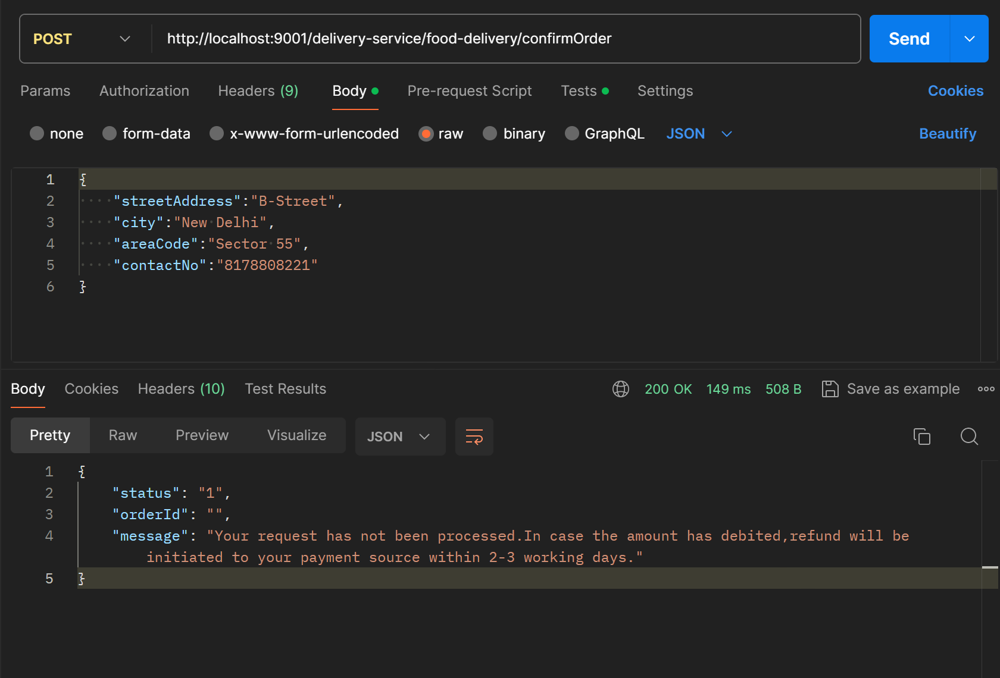 POST http://localhost:9001/delivery-service/food-delivery/confirmOrder Send
Params Authorization Headers (9) Body Pre-request Script Tests Settings Cookies
none form-data x-www-form-urlencoded raw binary GraphQL JSON Beautify
1 {
2 "streetAddress":"B-Street",
3 "city":"New Delhi",
4 "areaCode":"Sector 55",
5 "contactNo":"8178808221"
6 }
Body Cookies Headers (10) Test Results 200 OK 149 ms 508 B Save as example
Pretty Raw Preview Visualize JSON
1 {
2 "status": "1",
3 "orderId": "",
4 "message": "Your request has not been processed.In case the amount has debited,refund will be
initiated to your payment source within 2-3 working days."
5 }